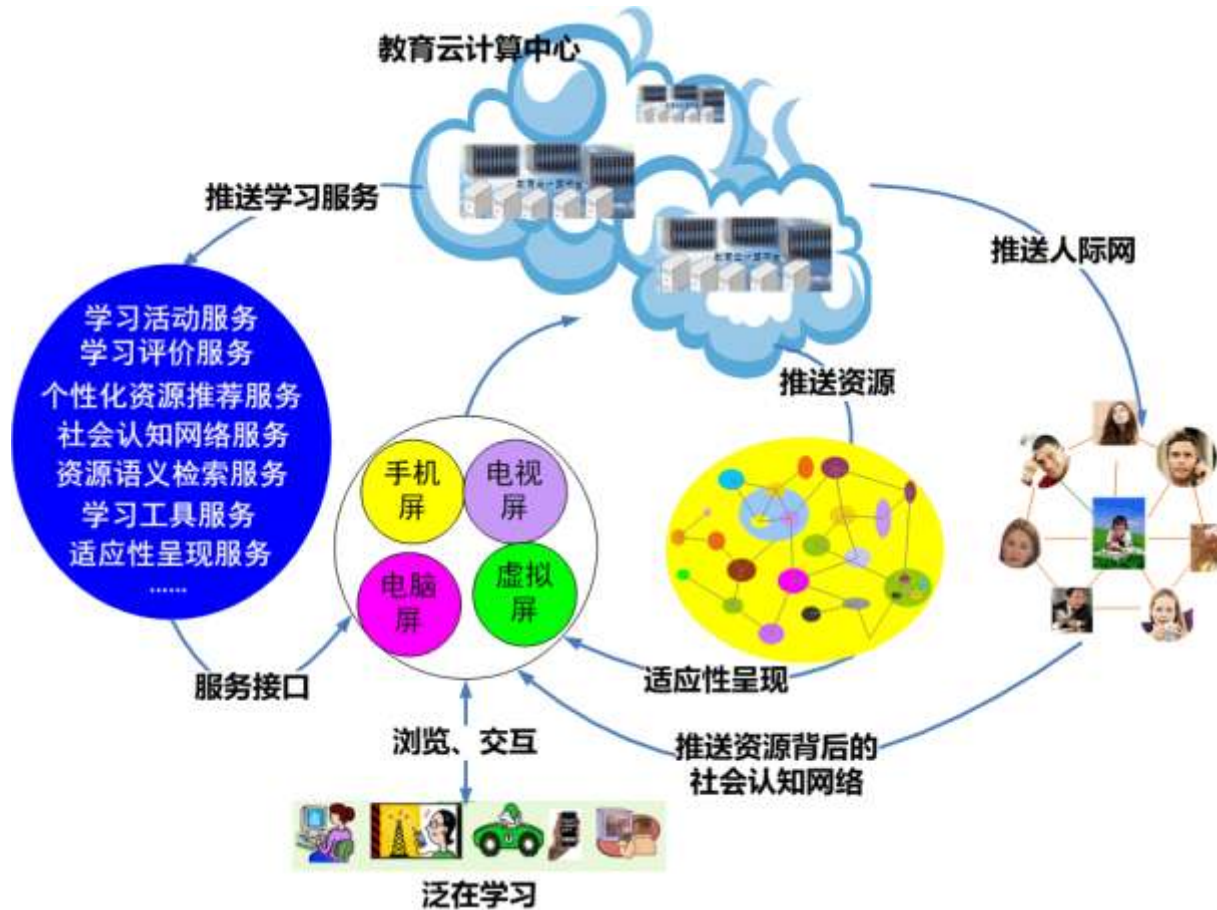 教育云计算中心
推送学习服务
推送人际网
学习活动服务
学习评价服务
个性化资源推荐服务
社会认知网络服务
资源语义检索服务
学习工具服务
适应性呈现服务
......
推送资源
手机
屏
电视
屏
电脑
屏
虚拟
屏
服务接口
适应性呈现
浏览、交互
推送资源背后的
社会认知网络
泛在学习